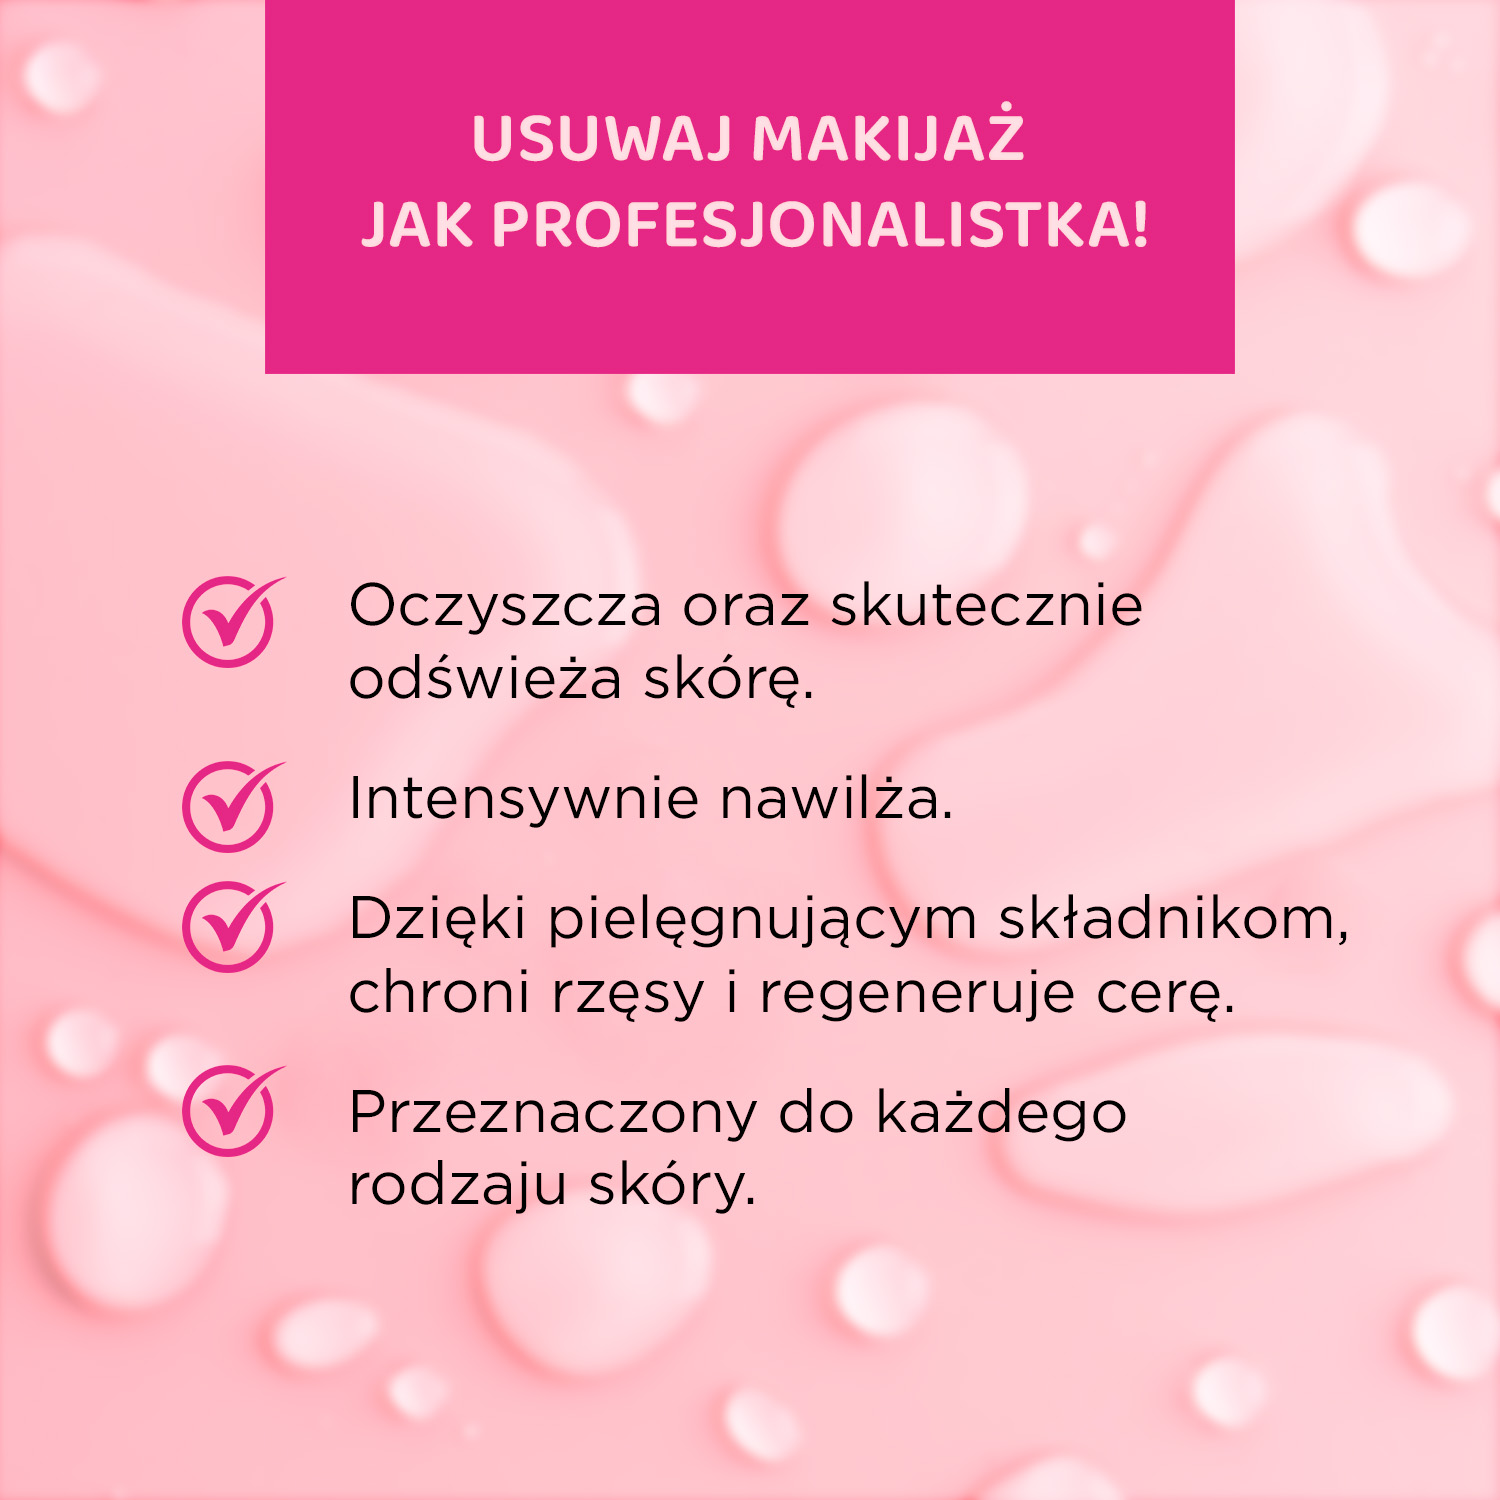 USUWAJ MAKIJAŻ
JAK PROFESJONALISTKA!
Oczyszcza oraz skutecznie
odświeża skórę.
Intensywnie nawilża.
Dzięki pielęgnującym składnikom,
chroni rzęsy i regeneruje cerę.
Przeznaczony do każdego
rodzaju skóry.